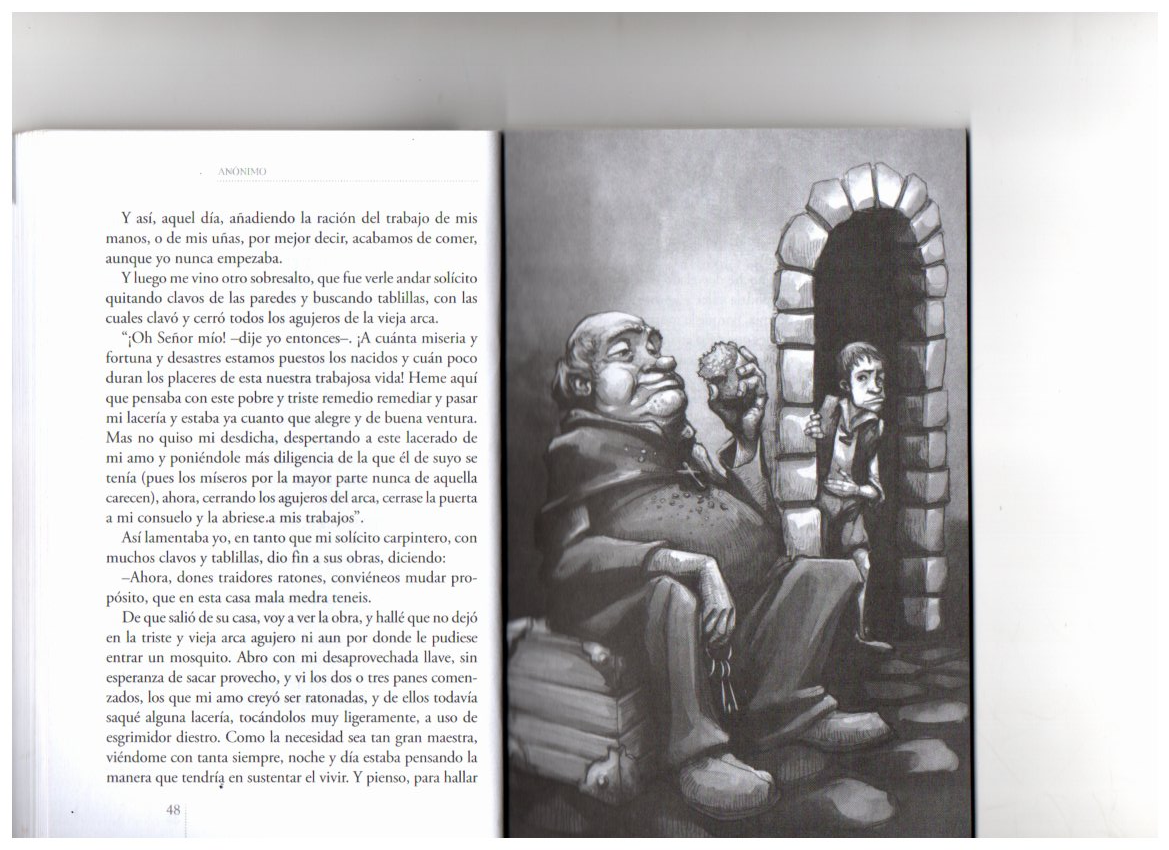 ANÓNIMO
Y así, aquel día, añadiendo la ración del trabajo de mis
manos, o de mis uñas, por mejor decir, acabamos de comer,
aunque yo nunca empezaba.
Y luego me vino otro sobresalto, que fue verle andar solícito
quitando clavos de las paredes y buscando tablillas, con las
cuales clavó y cerró todos los agujeros de la vieja arca.
“¡Oh Señor mío! –dije yo entonces–. ¡A cuánta miseria y
fortuna y desastres estamos puestos los nacidos y cuán poco
duran los placeres de esta nuestra trabajosa vida! Heme aquí
que pensaba con este pobre y triste remedio remediar y pasar
mi lacería y estaba ya cuanto que alegre y de buena ventura.
Mas no quiso mi desdicha, despertando a este lacerado de
mi amo y poniéndole más diligencia de la que él de suyo se
tenía (pues los míseros por la mayor parte nunca de aquella
carecen), ahora, cerrando los agujeros del arca, cerrase la puerta
a mi consuelo y la abriese.a mis trabajos”.
Así lamentaba yo, en tanto que mi solícito carpintero, con
muchos clavos y tablillas, dio fin a sus obras, diciendo:
–Ahora, dones traidores ratones, conviéneos mudar pro-
pósito, que en esta casa mala medra teneis.
De que salió de su casa, voy a ver la obra, y hallé que no dejó
en la triste y vieja arca agujero ni aun por donde le pudiese
entrar un mosquito. Abro con mi desaprovechada llave, sin
esperanza de sacar provecho, y vi los dos o tres panes comen-
zados, los que mi amo creyó ser ratonadas, y de ellos todavía
saqué alguna lacería, tocándolos muy ligeramente, a uso de
esgrimidor diestro. Como la necesidad sea tan gran maestra,
viéndome con tanta siempre, noche y día estaba pensando la
manera que tendría en sustentar el vivir. Y pienso, para hallar
48